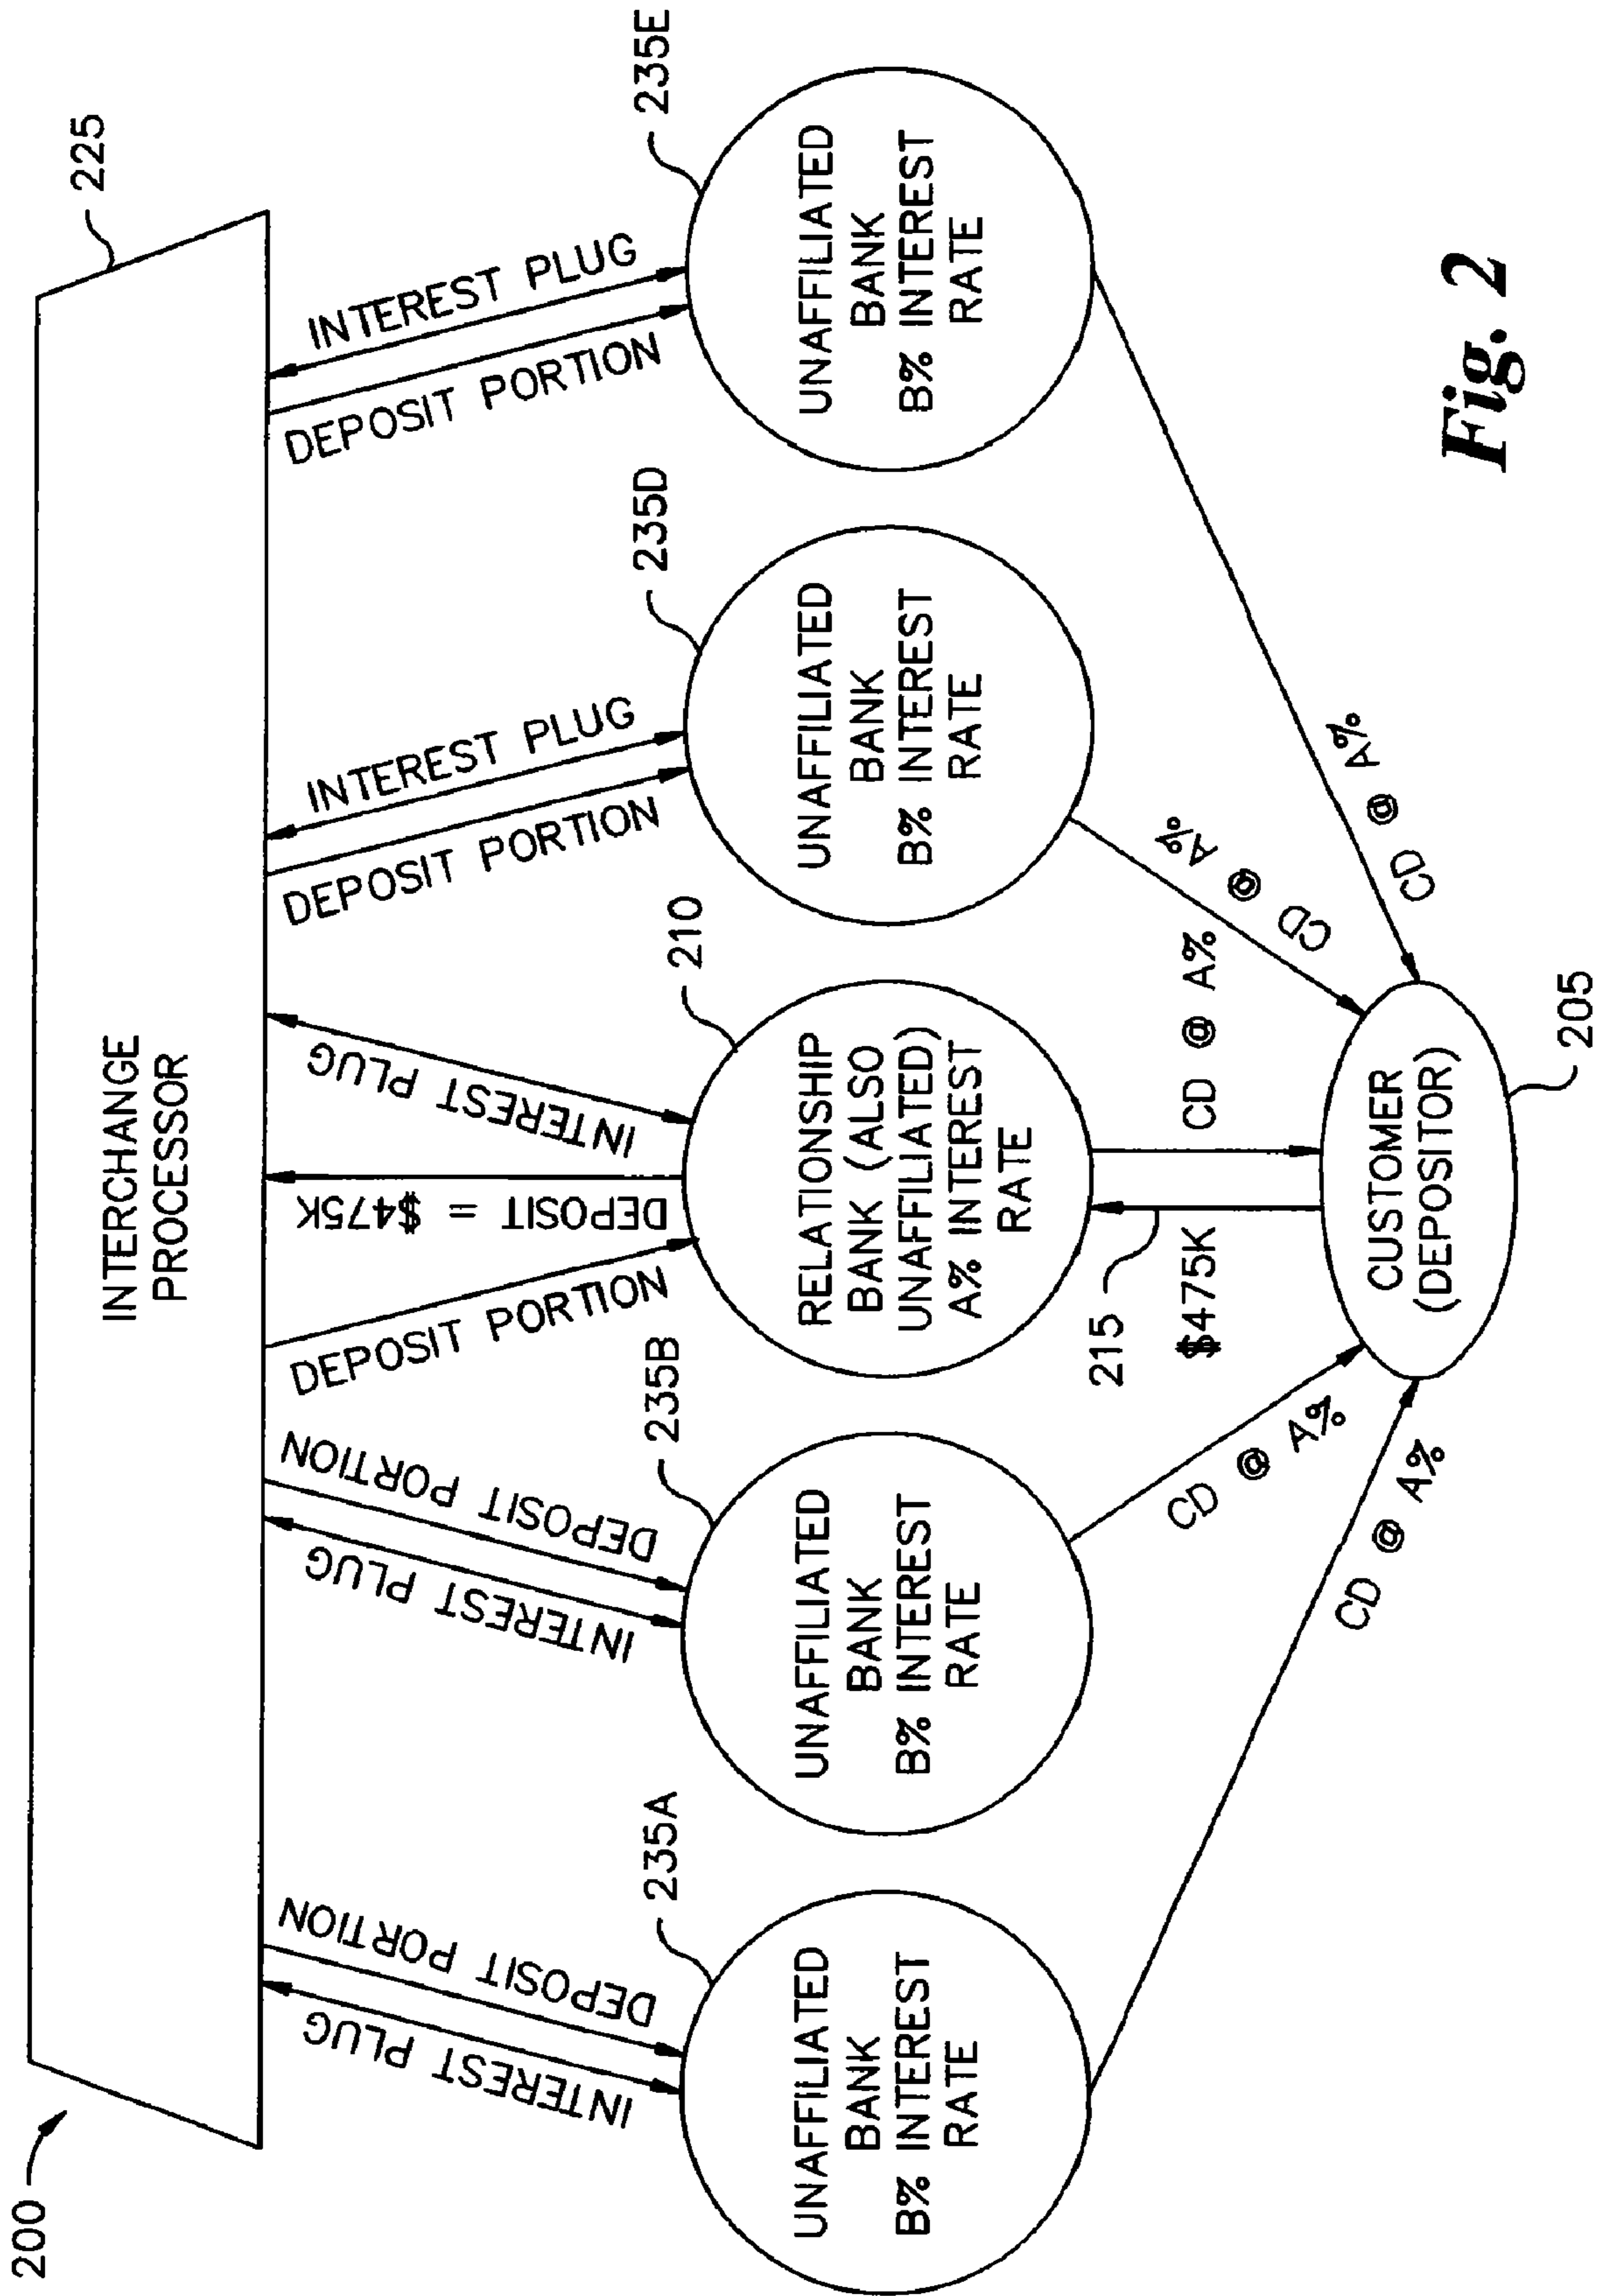 200
INTERCHANGE
PROCESSOR
225
INTEREST PLUG
DEPOSIT PORTION
INTEREST PLUG
DEPOSIT PORTION
DEPOSIT PORTION
DEPOSIT = $475K
INTEREST PLUG
DEPOSIT PORTION
INTEREST PLUG
DEPOSIT PORTION
INTEREST PLUG
235A
UNAFFILIATED
BANK
B% INTEREST
RATE
235B
UNAFFILIATED
BANK
B% INTEREST
RATE
210
RELATIONSHIP
BANK (ALSO
UNAFFILIATED)
A% INTEREST
RATE
235D
UNAFFILIATED
BANK
B% INTEREST
RATE
235E
UNAFFILIATED
BANK
B% INTEREST
RATE
CD @ A%
CD @ A%
215
$475K
CD @ A%
CD @ A%
CD @ A%
CUSTOMER
(DEPOSITOR)
205
Fig. 2